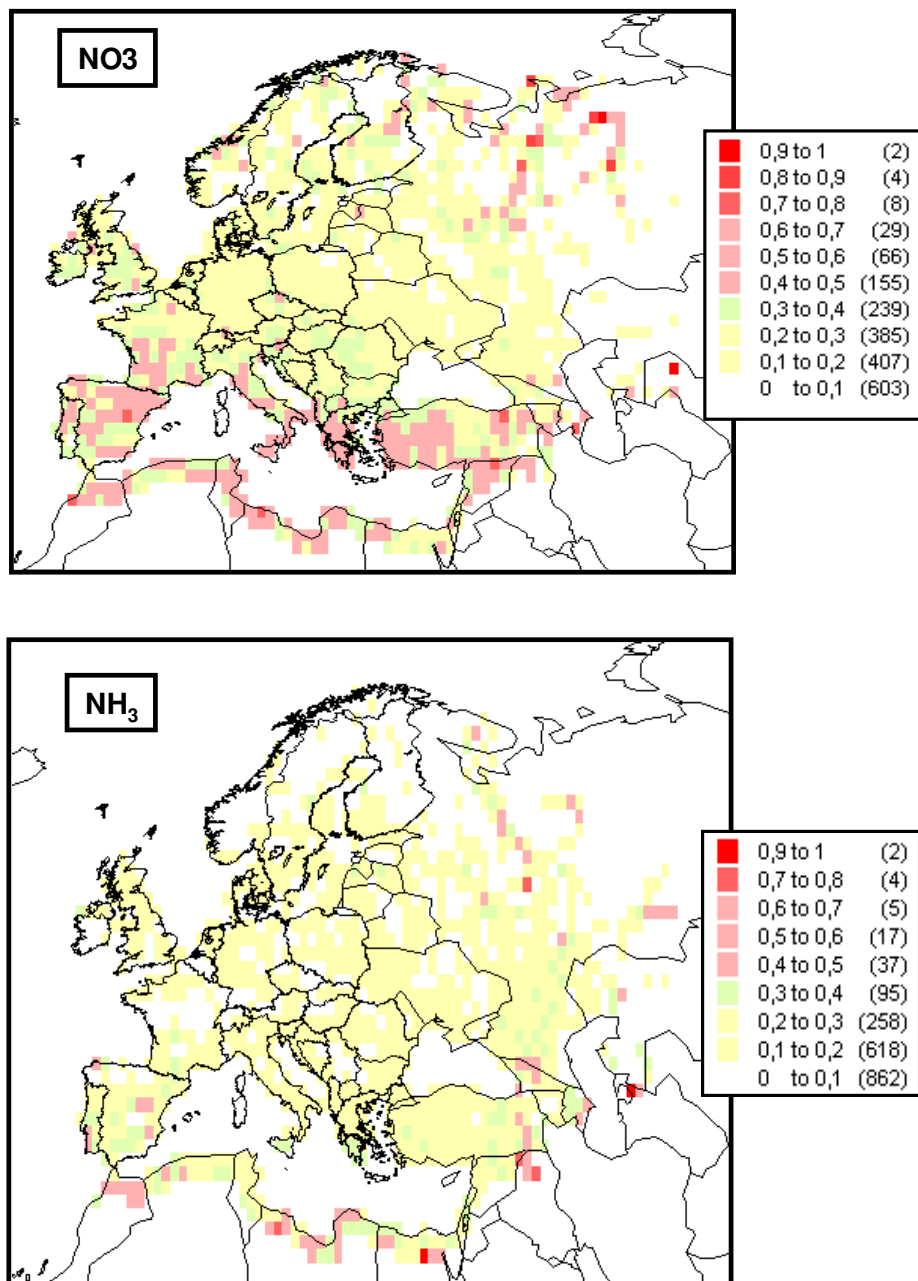 NO3
0,9 to 1 (2)
0,8 to 0,9 (4)
0,7 to 0,8 (8)
0,6 to 0,7 (29)
0,5 to 0,6 (66)
0,4 to 0,5 (155)
0,3 to 0,4 (239)
0,2 to 0,3 (385)
0,1 to 0,2 (407)
0 to 0,1 (603)
NH₃
0,9 to 1 (2)
0,7 to 0,8 (4)
0,6 to 0,7 (5)
0,5 to 0,6 (17)
0,4 to 0,5 (37)
0,3 to 0,4 (95)
0,2 to 0,3 (258)
0,1 to 0,2 (618)
0 to 0,1 (862)